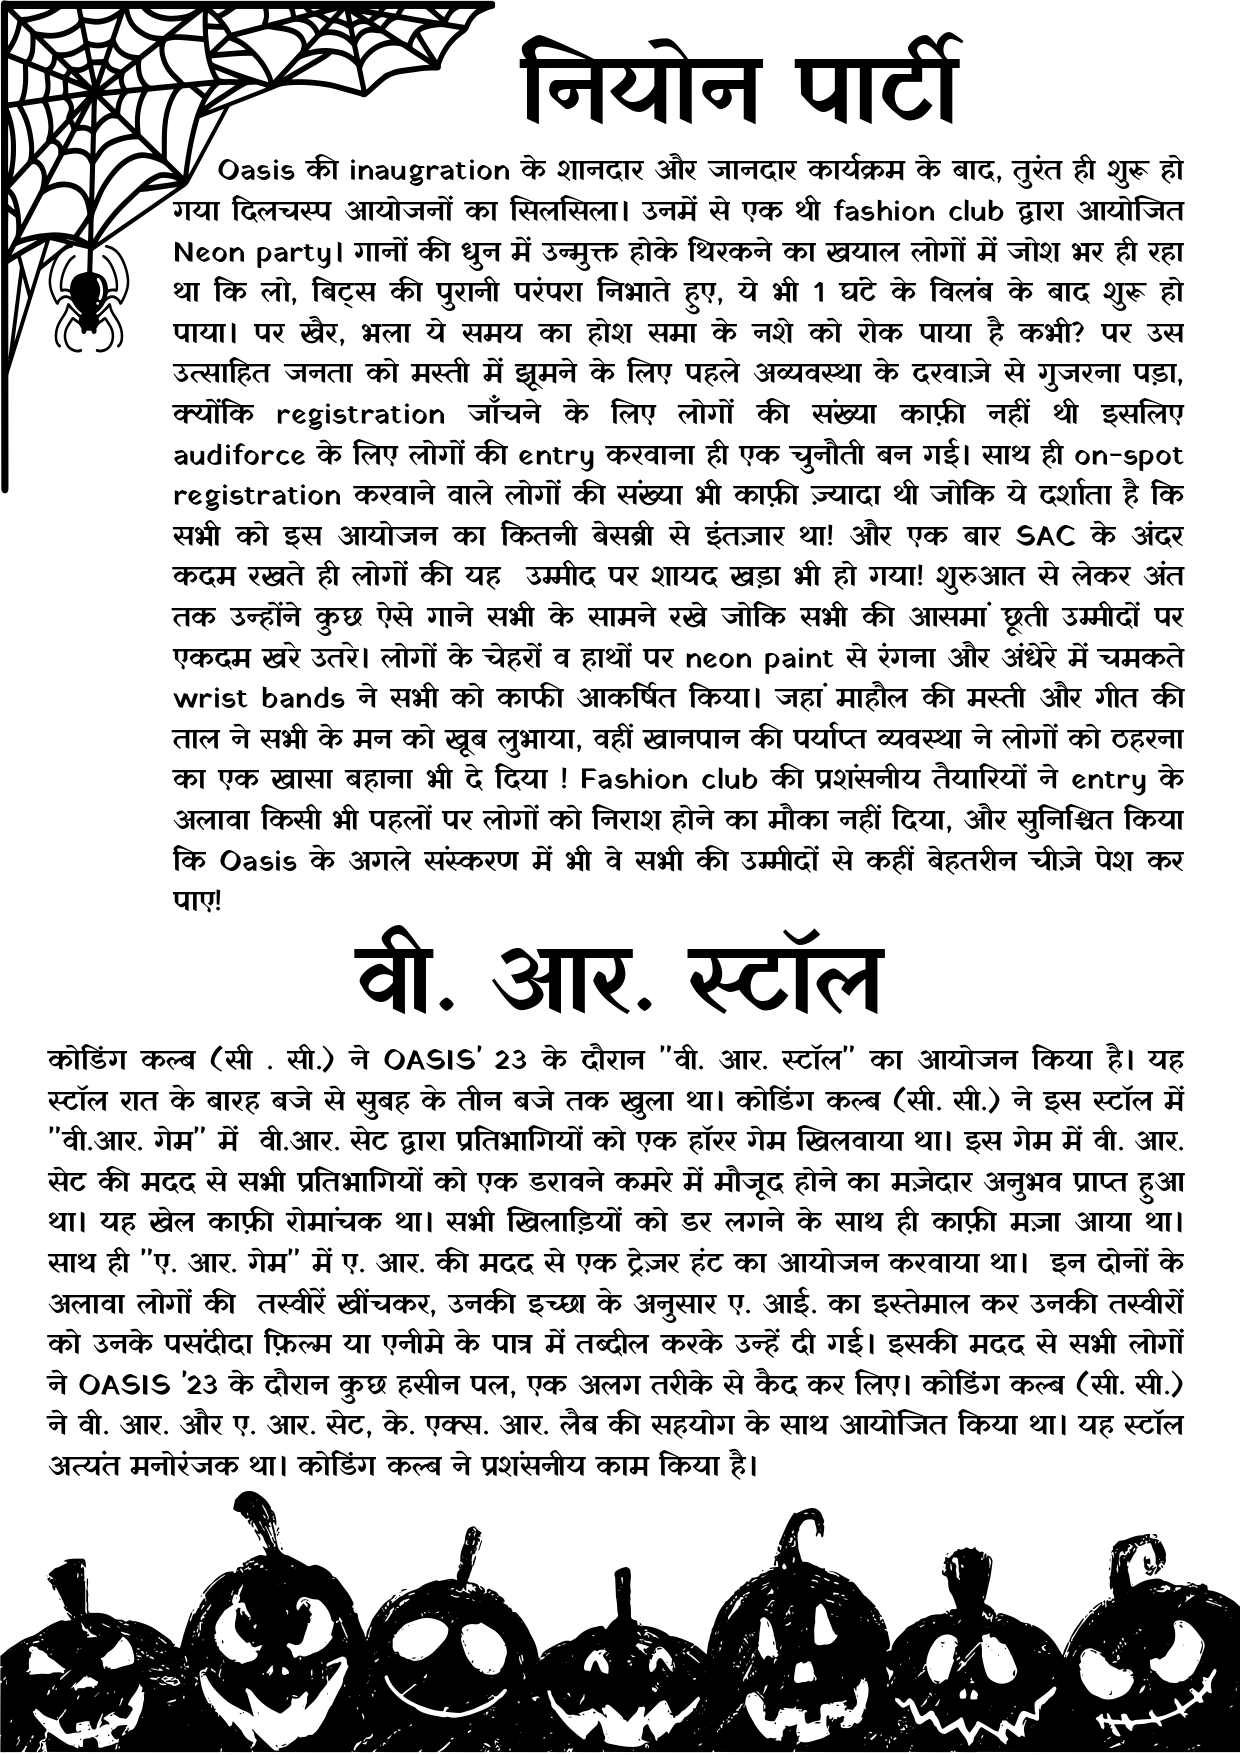 नियोन पार्टी
Oasis की inaugration के शानदार और जानदार कार्यक्रम के बाद, तुरंत ही शुरू हो
गया दिलचस्प आयोजनों का सिलसिला। उनमें से एक थी fashion club द्वारा आयोजित
Neon party। गानों की धुन में उन्मुक्त होके थिरकने का खयाल लोगों में जोश भर ही रहा
था कि लो, बिट्स की पुरानी परंपरा निभाते हुए, ये भी 1 घंटे के विलंब के बाद शुरू हो
पाया। पर खैर, भला ये समय का होश समा के नशे को रोक पाया है कभी? पर उस
उत्साहित जनता को मस्ती में झूमने के लिए पहले अव्यवस्था के दरवाज़े से गुजरना पड़ा,
क्योंकि registration जाँचने के लिए लोगों की संख्या काफ़ी नहीं थी इसलिए
audiforce के लिए लोगों की entry करवाना ही एक चुनौती बन गई। साथ ही on-spot
registration करवाने वाले लोगों की संख्या भी काफ़ी ज़्यादा थी जोकि ये दर्शाता है कि
सभी को इस आयोजन का कितनी बेसब्री से इंतज़ार था! और एक बार SAC के अंदर
कदम रखते ही लोगों की यह उम्मीद पर शायद खड़ा भी हो गया! शुरुआत से लेकर अंत
तक उन्होंने कुछ ऐसे गाने सभी के सामने रखे जोकि सभी की आसमां छूती उम्मीदों पर
एकदम खरे उतरे। लोगों के चेहरों व हाथों पर neon paint से रंगना और अंधेरे में चमकते
wrist bands ने सभी को काफी आकर्षित किया। जहां माहौल की मस्ती और गीत की
ताल ने सभी के मन को खूब लुभाया, वहीं खानपान की पर्याप्त व्यवस्था ने लोगों को ठहरना
का एक खासा बहाना भी दे दिया ! Fashion club की प्रशंसनीय तैयारियों ने entry के
अलावा किसी भी पहलों पर लोगों को निराश होने का मौका नहीं दिया, और सुनिश्चित किया
कि Oasis के अगले संस्करण में भी वे सभी की उम्मीदों से कहीं बेहतरीन चीज़े पेश कर
पाए!
वी. आर. स्टॉल
कोडिंग कल्ब (सी . सी.) ने OASIS' 23 के दौरान "वी. आर. स्टॉल" का आयोजन किया है। यह
स्टॉल रात के बारह बजे से सुबह के तीन बजे तक खुला था। कोडिंग कल्ब (सी. सी.) ने इस स्टॉल में
"वी.आर. गेम" में वी.आर. सेट द्वारा प्रतिभागियों को एक हॉरर गेम खिलवाया था। इस गेम में वी. आर.
सेट की मदद से सभी प्रतिभागियों को एक डरावने कमरे में मौजूद होने का मज़ेदार अनुभव प्राप्त हुआ
था। यह खेल काफ़ी रोमांचक था। सभी खिलाड़ियों को डर लगने के साथ ही काफ़ी मज़ा आया था।
साथ ही "ए. आर. गेम" में ए. आर. की मदद से एक ट्रेज़र हंट का आयोजन करवाया था। इन दोनों के
अलावा लोगों की तस्वीरें खींचकर, उनकी इच्छा के अनुसार ए. आई. का इस्तेमाल कर उनकी तस्वीरों
को उनके पसंदीदा फ़िल्म या एनीमे के पात्र में तब्दील करके उन्हें दी गई। इसकी मदद से सभी लोगों
ने OASIS '23 के दौरान कुछ हसीन पल, एक अलग तरीके से कैद कर लिए। कोडिंग कल्ब (सी. सी.)
ने वी. आर. और ए. आर. सेट, के. एक्स. आर. लैब की सहयोग के साथ आयोजित किया था। यह स्टॉल
अत्यंत मनोरंजक था। कोडिंग कल्ब ने प्रशंसनीय काम किया है।